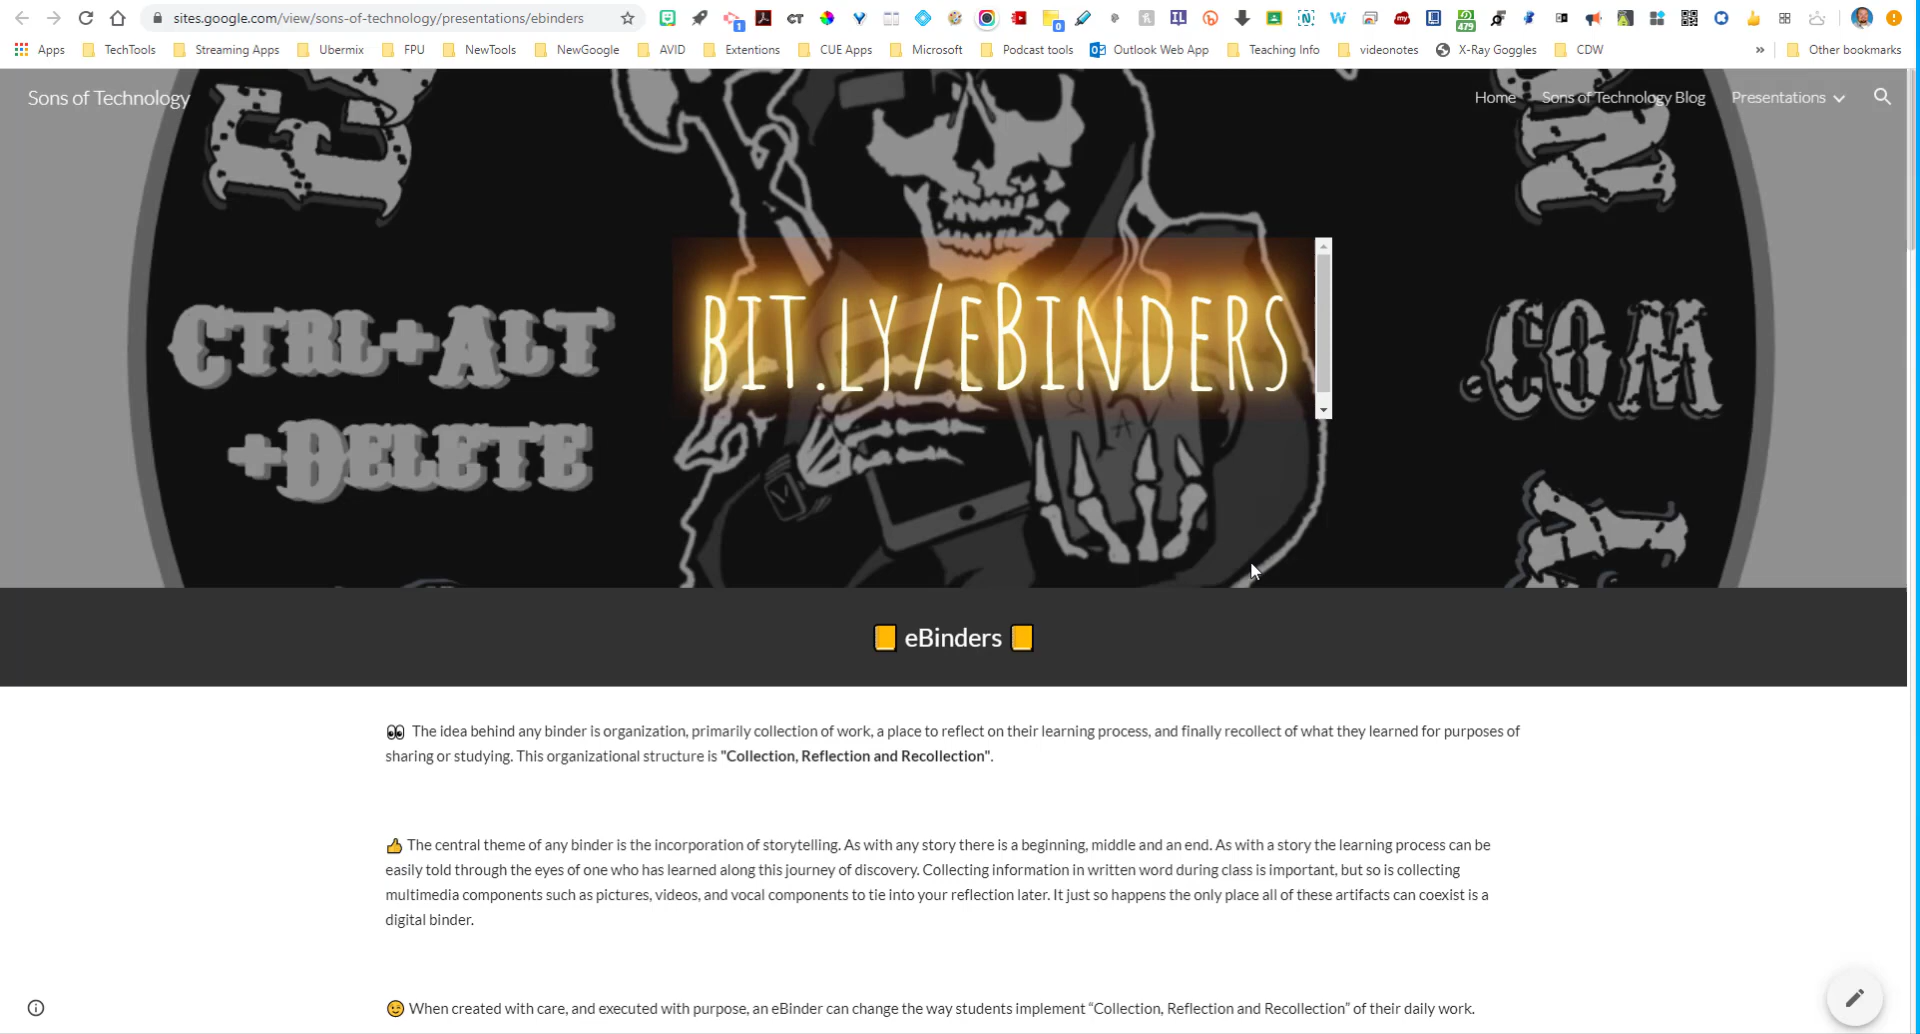 sites.google.com/view/sons-of-technology/presentations/ebinders
Apps TechTools Streaming Apps Ubermix FPU NewTools NewGoogle AVID Extentions CUE Apps Microsoft Podcast tools Outlook Web App Teaching Info videonotes X-Ray Goggles CDW » Other bookmarks
Sons of Technology
Home Sons of Technology Blog Presentations
BIT.LY/EBINDERS
CTRL+ALT
+DELETE
.COM
eBinders
The idea behind any binder is organization, primarily collection of work, a place to reflect on their learning process, and finally recollect of what they learned for purposes of
sharing or studying. This organizational structure is "Collection, Reflection and Recollection".
The central theme of any binder is the incorporation of storytelling. As with any story there is a beginning, middle and an end. As with a story the learning process can be
easily told through the eyes of one who has learned along this journey of discovery. Collecting information in written word during class is important, but so is collecting
multimedia components such as pictures, videos, and vocal components to tie into your reflection later. It just so happens the only place all of these artifacts can coexist is a
digital binder.
When created with care, and executed with purpose, an eBinder can change the way students implement “Collection, Reflection and Recollection” of their daily work.